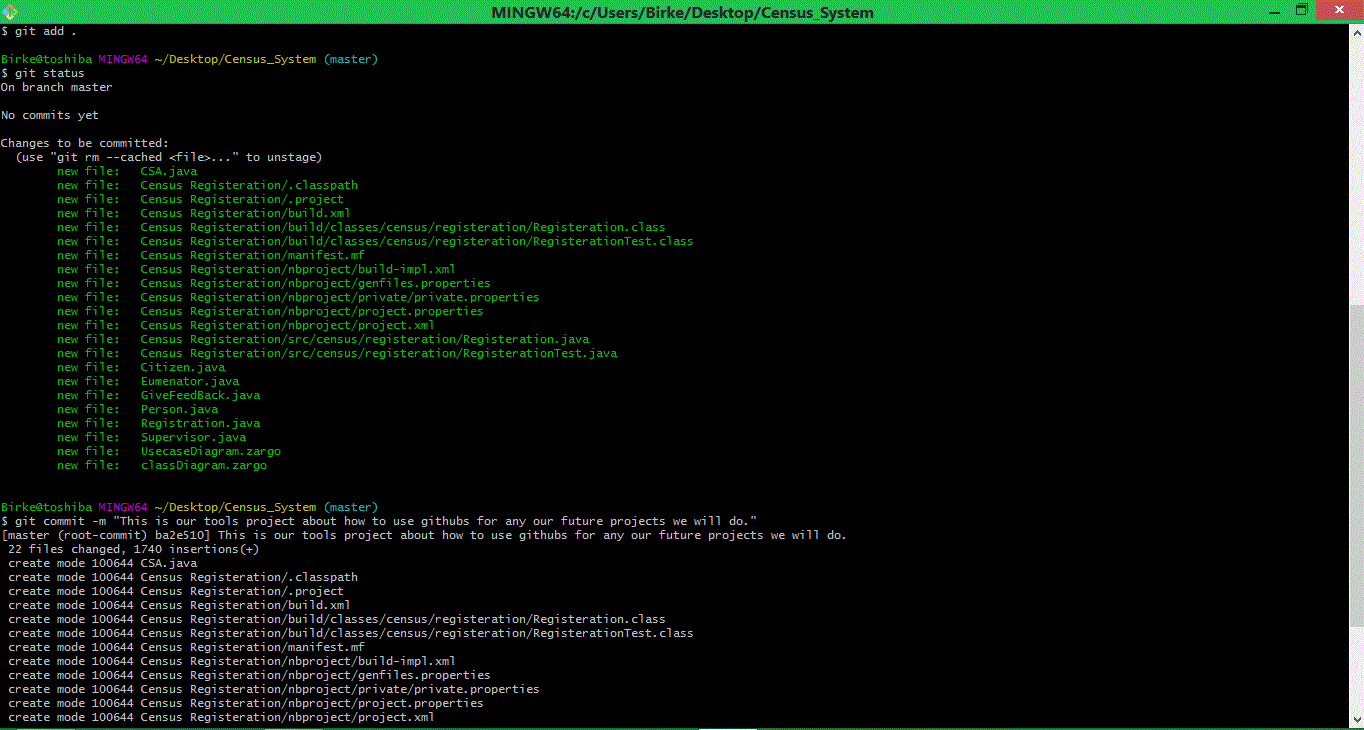 MINGW64:/c/Users/Birke/Desktop/Census_System
$ git add .
Birke@toshiba MINGW64 ~/Desktop/Census_System (master)
$ git status
On branch master
No commits yet
Changes to be committed:
  (use "git rm --cached <file>..." to unstage)
        new file:   CSA.java
        new file:   Census Registeration/.classpath
        new file:   Census Registeration/.project
        new file:   Census Registeration/build.xml
        new file:   Census Registeration/build/classes/census/registeration/Registeration.class
        new file:   Census Registeration/build/classes/census/registeration/RegisterationTest.class
        new file:   Census Registeration/manifest.mf
        new file:   Census Registeration/nbproject/build-impl.xml
        new file:   Census Registeration/nbproject/genfiles.properties
        new file:   Census Registeration/nbproject/private/private.properties
        new file:   Census Registeration/nbproject/project.properties
        new file:   Census Registeration/nbproject/project.xml
        new file:   Census Registeration/src/census/registeration/Registeration.java
        new file:   Census Registeration/src/census/registeration/RegisterationTest.java
        new file:   Citizen.java
        new file:   Eumenator.java
        new file:   GiveFeedBack.java
        new file:   Person.java
        new file:   Registration.java
        new file:   Supervisor.java
        new file:   UsecaseDiagram.zargo
        new file:   classDiagram.zargo
Birke@toshiba MINGW64 ~/Desktop/Census_System (master)
$ git commit -m "This is our tools project about how to use githubs for any our future projects we will do."
[master (root-commit) ba2e510] This is our tools project about how to use githubs for any our future projects we will do.
 22 files changed, 1740 insertions(+)
 create mode 100644 CSA.java
 create mode 100644 Census Registeration/.classpath
 create mode 100644 Census Registeration/.project
 create mode 100644 Census Registeration/build.xml
 create mode 100644 Census Registeration/build/classes/census/registeration/Registeration.class
 create mode 100644 Census Registeration/build/classes/census/registeration/RegisterationTest.class
 create mode 100644 Census Registeration/manifest.mf
 create mode 100644 Census Registeration/nbproject/build-impl.xml
 create mode 100644 Census Registeration/nbproject/genfiles.properties
 create mode 100644 Census Registeration/nbproject/private/private.properties
 create mode 100644 Census Registeration/nbproject/project.properties
 create mode 100644 Census Registeration/nbproject/project.xml